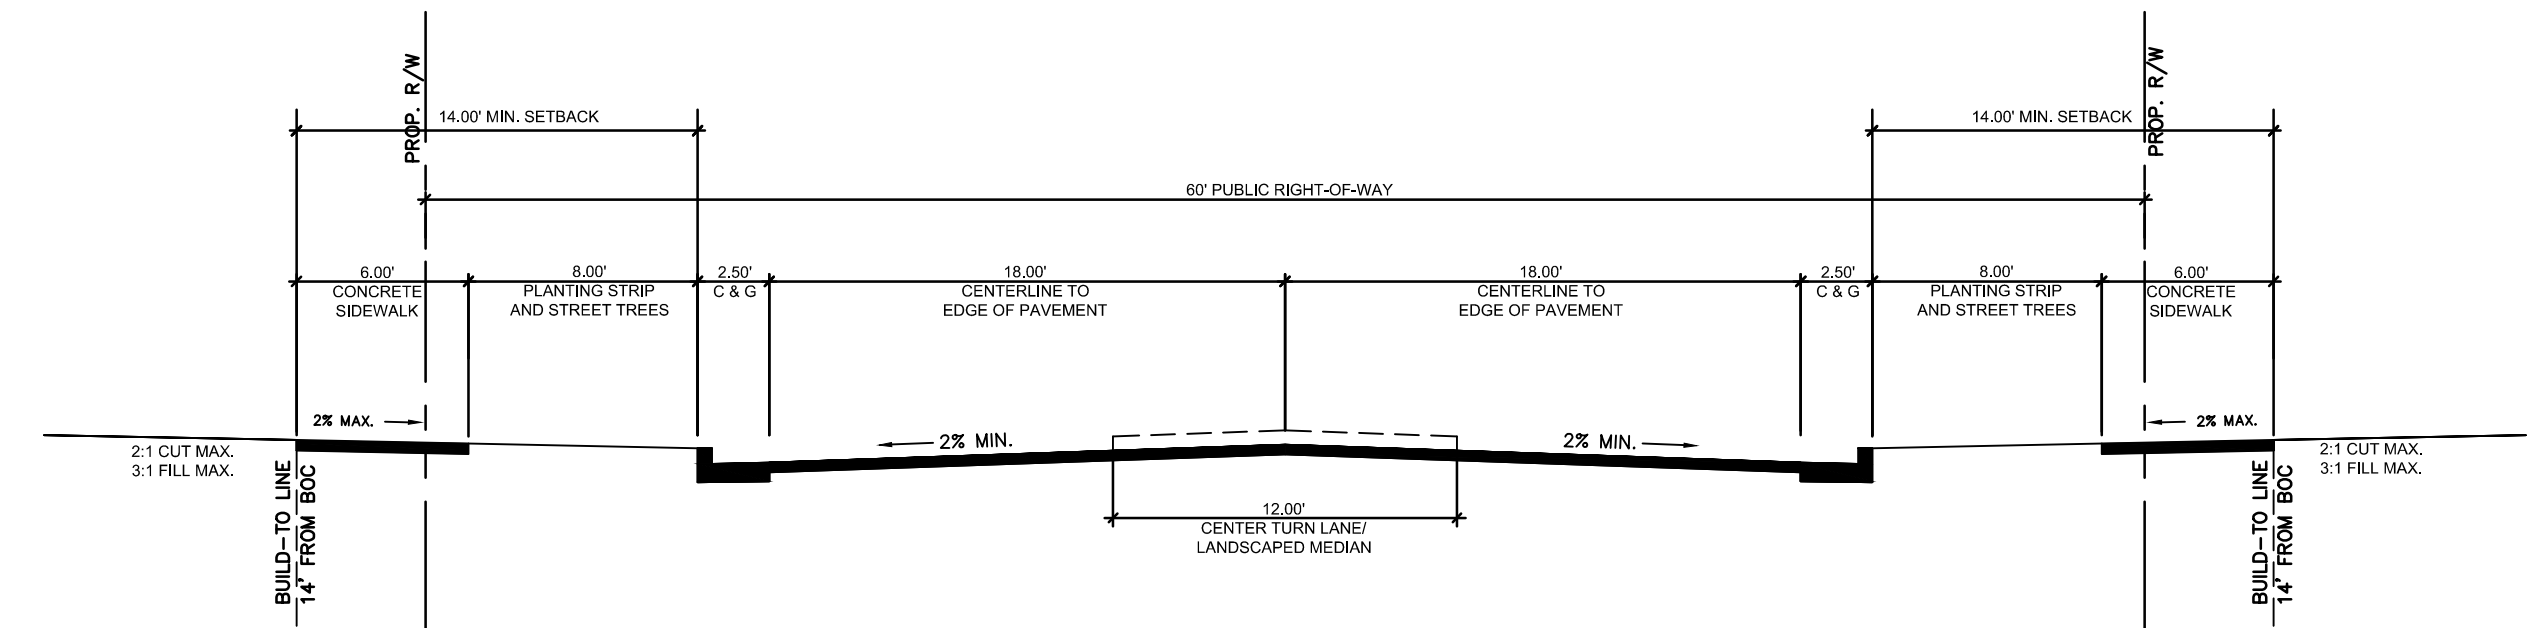 PROP. R/W
PROP. R/W
14.00' MIN. SETBACK
14.00' MIN. SETBACK
60' PUBLIC RIGHT-OF-WAY
6.00'
CONCRETE
SIDEWALK
8.00'
PLANTING STRIP
AND STREET TREES
2.50'
C & G
18.00'
CENTERLINE TO
EDGE OF PAVEMENT
18.00'
CENTERLINE TO
EDGE OF PAVEMENT
2.50'
C & G
8.00'
PLANTING STRIP
AND STREET TREES
6.00'
CONCRETE
SIDEWALK
2% MAX.
2% MIN.
2% MIN.
2% MAX.
2:1 CUT MAX.
3:1 FILL MAX.
2:1 CUT MAX.
3:1 FILL MAX.
BUILD-TO LINE
14' FROM BOC
12.00'
CENTER TURN LANE/
LANDSCAPED MEDIAN
BUILD-TO LINE
14' FROM BOC